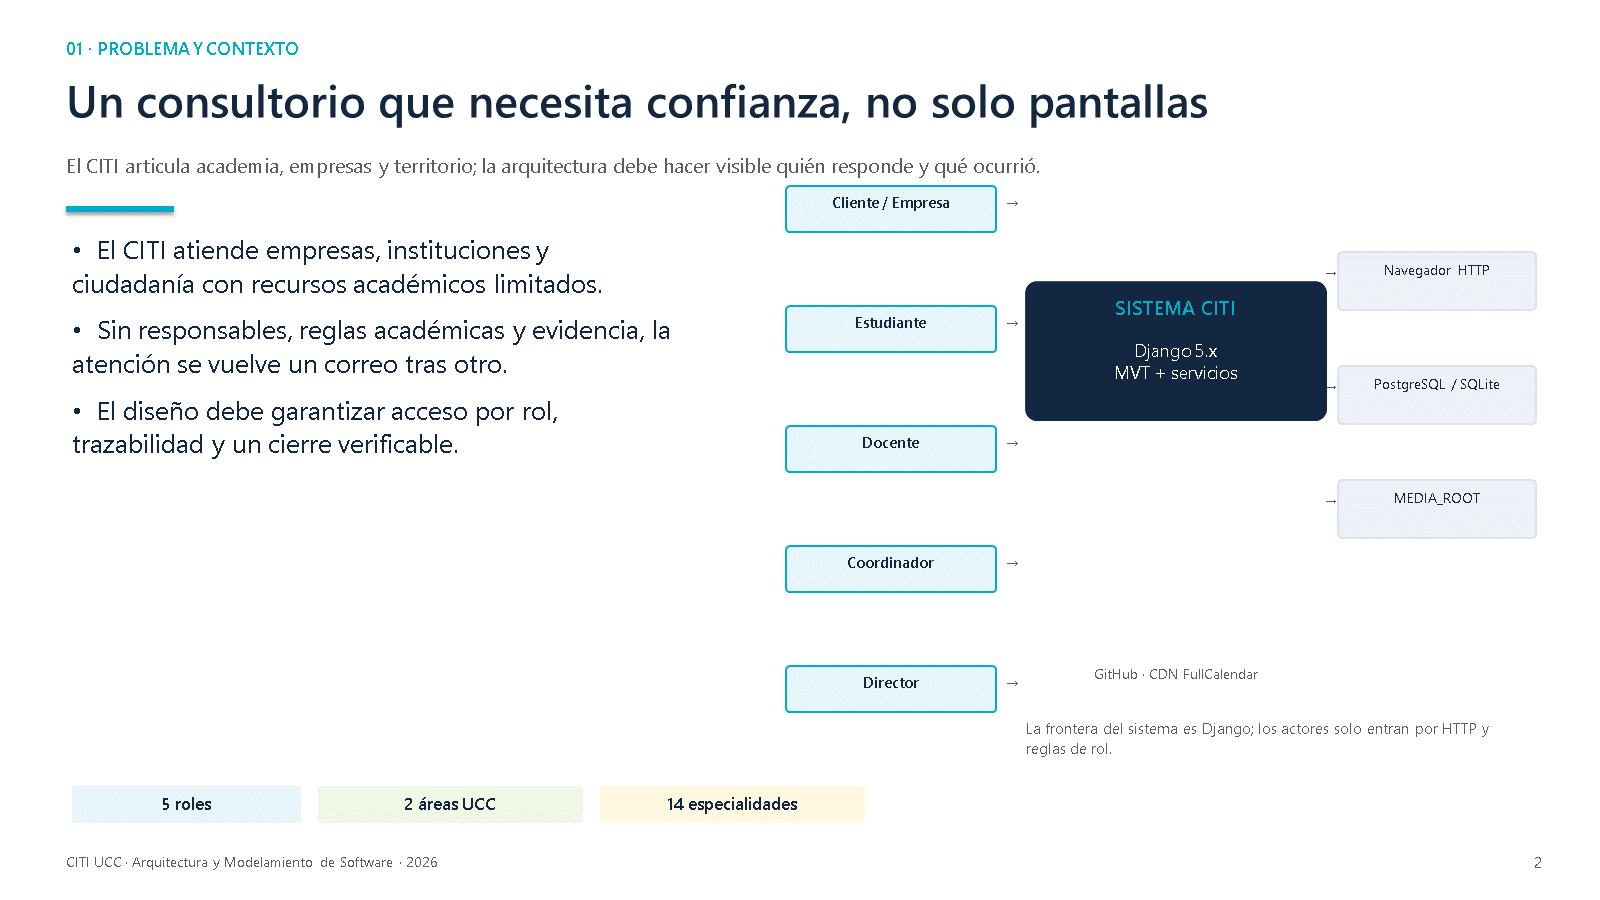 01 · PROBLEMA Y CONTEXTO
Un consultorio que necesita confianza, no solo pantallas
El CITI articula academia, empresas y territorio; la arquitectura debe hacer visible quién responde y qué ocurrió.
• El CITI atiende empresas, instituciones y
ciudadanía con recursos académicos limitados.
• Sin responsables, reglas académicas y evidencia, la
atención se vuelve un correo tras otro.
• El diseño debe garantizar acceso por rol,
trazabilidad y un cierre verificable.
Cliente / Empresa →
Estudiante →
Docente →
Coordinador →
Director →
SISTEMA CITI
Django 5.x
MVT + servicios
→ Navegador HTTP
→ PostgreSQL / SQLite
→ MEDIA_ROOT
GitHub · CDN FullCalendar
La frontera del sistema es Django; los actores solo entran por HTTP y
reglas de rol.
5 roles
2 áreas UCC
14 especialidades
CITI UCC · Arquitectura y Modelamiento de Software · 2026
2